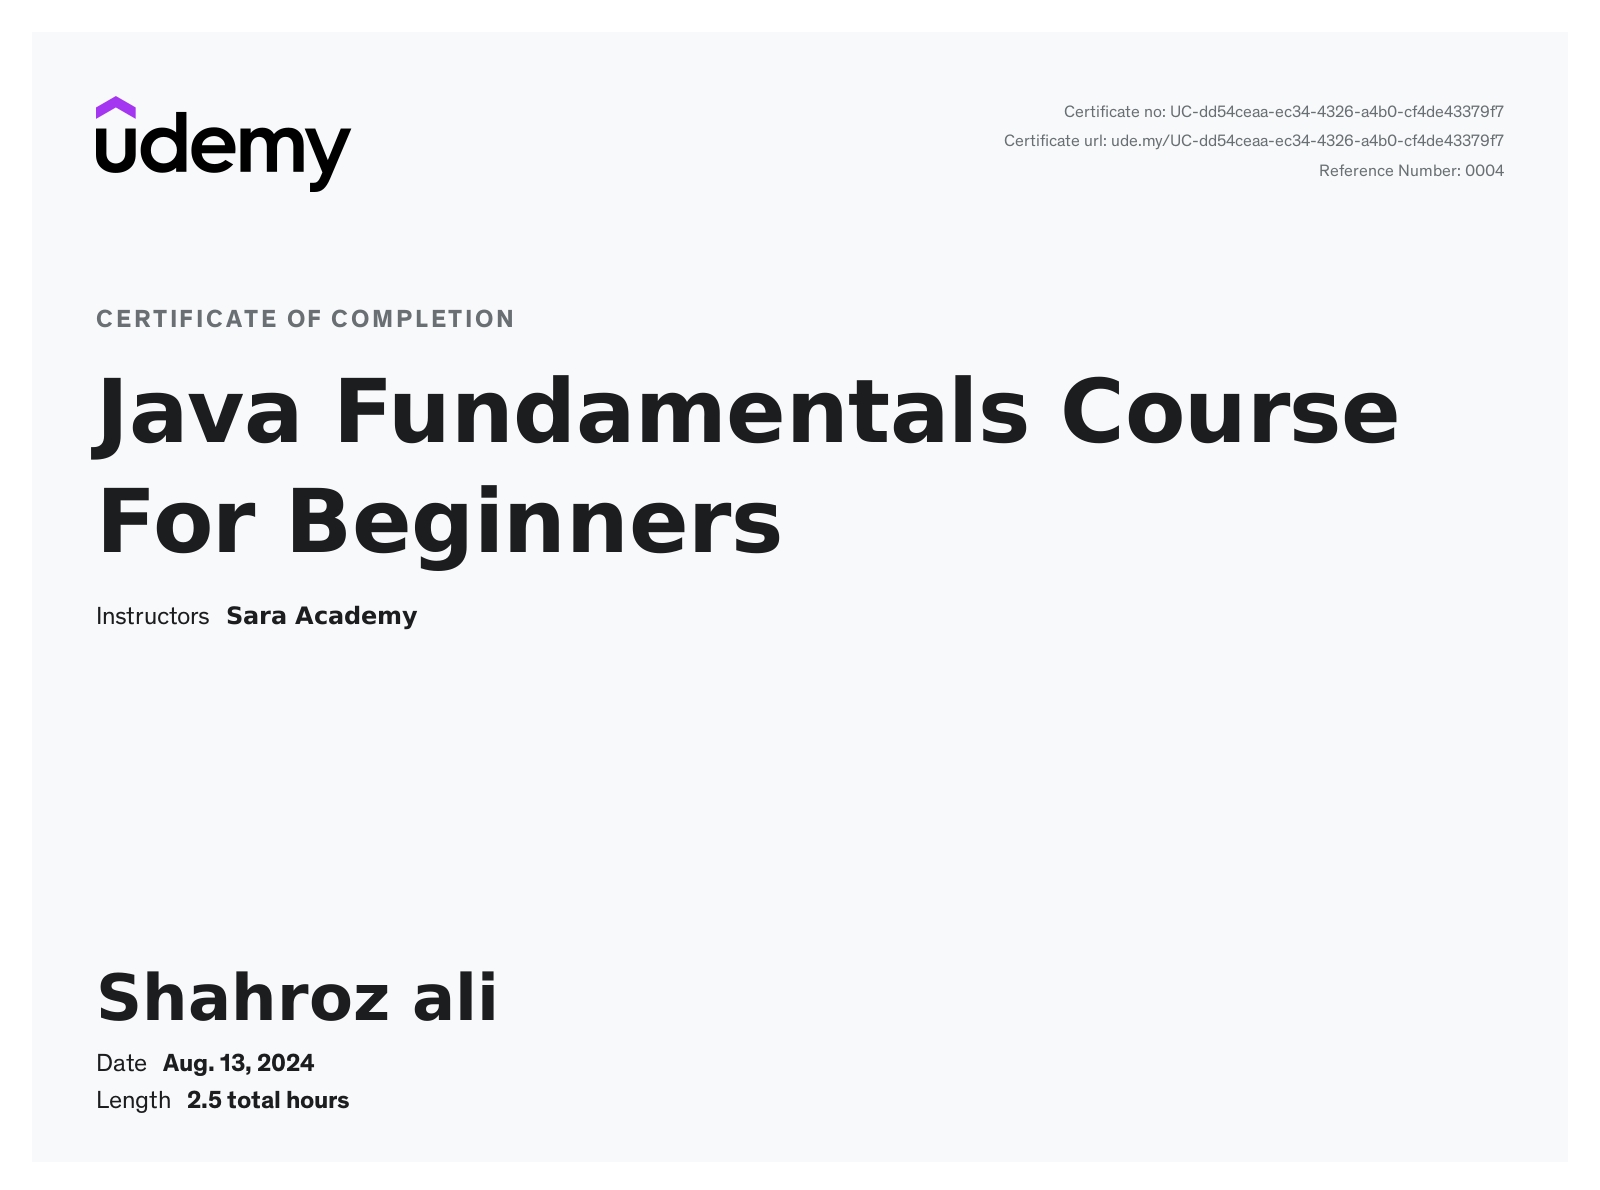 udemy
Certificate no: UC-dd54ceaa-ec34-4326-a4b0-cf4de43379f7
Certificate url: ude.my/UC-dd54ceaa-ec34-4326-a4b0-cf4de43379f7
Reference Number: 0004
CERTIFICATE OF COMPLETION
Java Fundamentals Course
For Beginners
Instructors Sara Academy
Shahroz ali
Date Aug. 13, 2024
Length 2.5 total hours